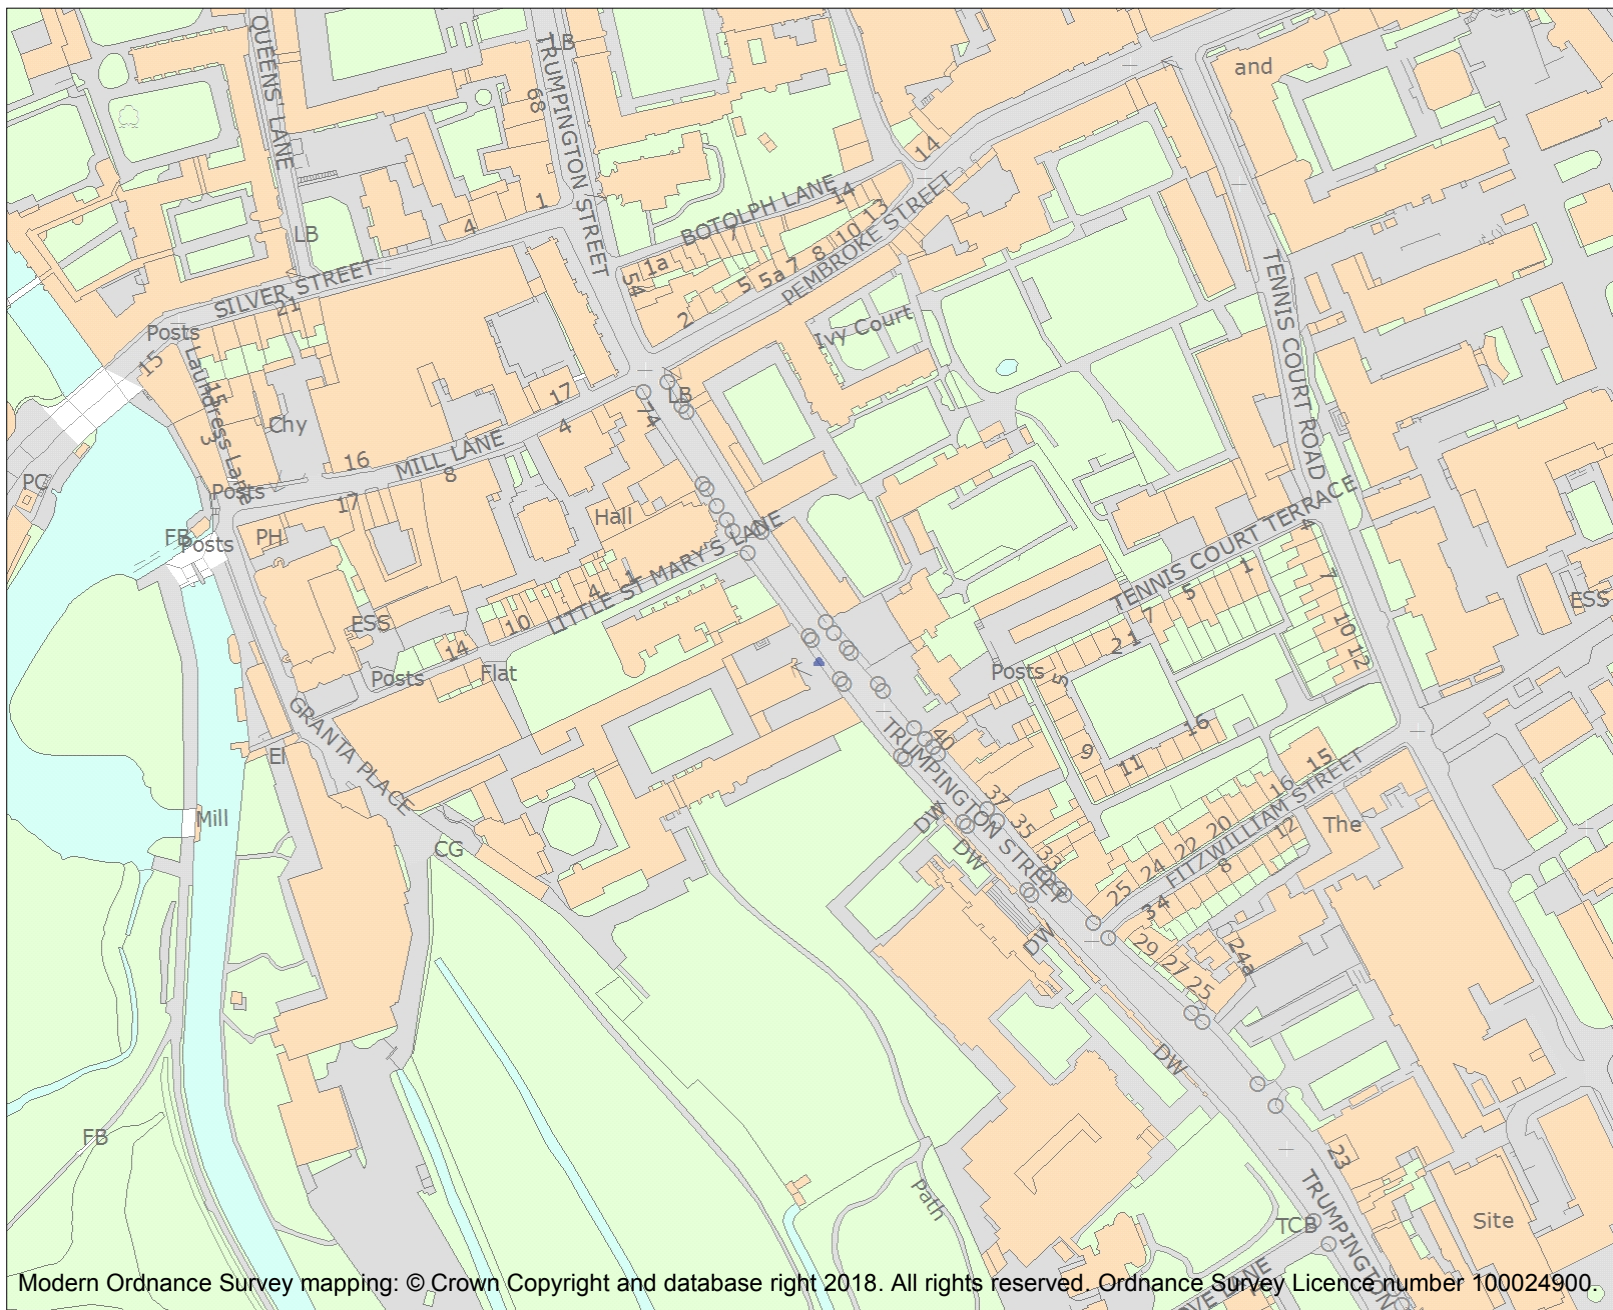 QUEENS' LANE
TRUMPINGTON STREET
LB
68
and
14
BOTOLPH LANE
14
1
4
LB
7
13
10
8
7
5a
5
1a
54
2
PEMBROKE STREET
TENNIS COURT ROAD
SILVER STREET
21
Posts
15
Laundress Lane
15
3
Chy
Ivy Court
17
LB
74
4
MILL LANE
16
8
PC
Posts
17
FB
Posts
PH
Hall
LITTLE ST MARY'S LANE
1
4
10
14
ESS
Flat
Posts
TENNIS COURT TERRACE
4
1
5
7
1
2
7
10
12
ESS
Posts
5
9
11
16
GRANTA PLACE
El
Mill
CG
TRUMPINGTON STREET
40
37
35
33
DW
DW
DW
DW
FITZWILLIAM STREET
15
16
20
22
24
25
12
8
4
3
The
29
27
25
24a
FB
Path
23
TCB
Site
TRUMPINGTON
Modern Ordnance Survey mapping: © Crown Copyright and database right 2018. All rights reserved. Ordnance Survey Licence number 100024900.